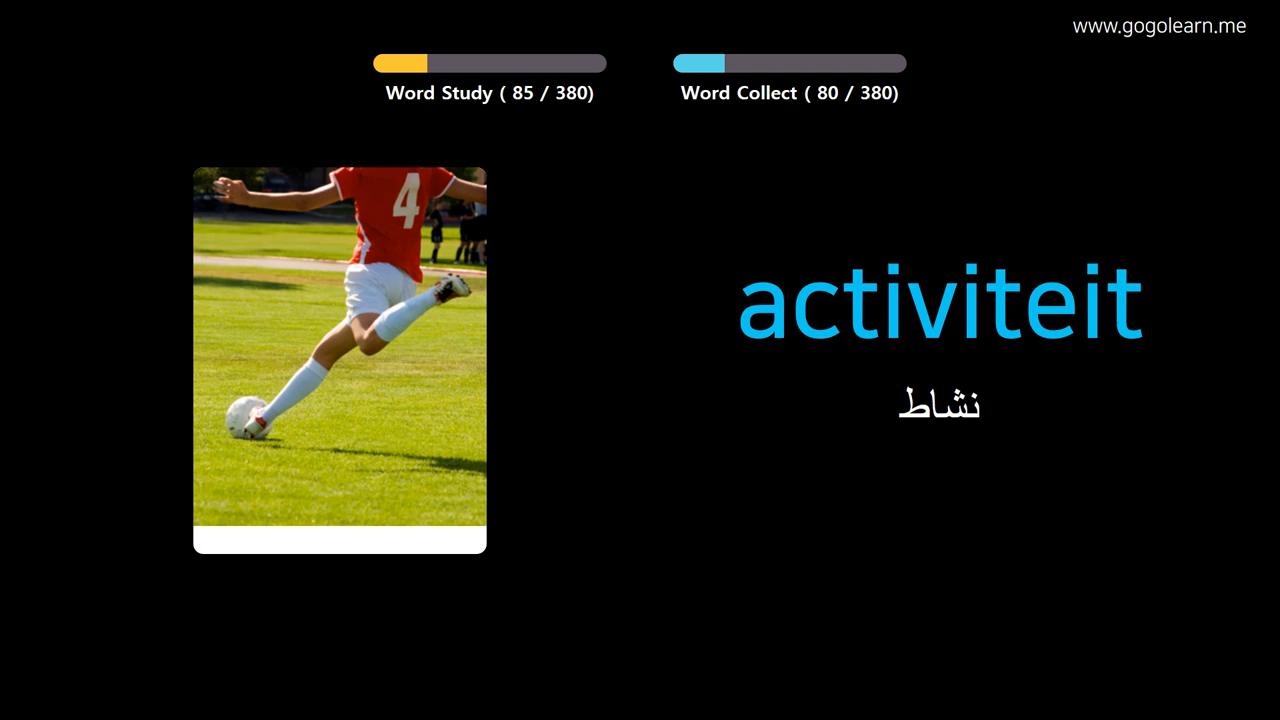 www.gogolearn.me
Word Study ( 85 / 380)
Word Collect ( 80 / 380)
4
activiteit
نشاط